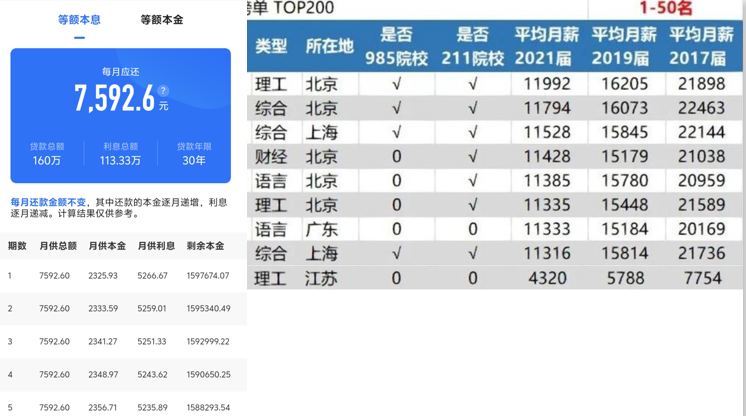 等额本息 等额本金
每月应还
7,592.6 ? 元
贷款总额 利息总额 贷款年限
160万 113.33万 30年
每月还款金额不变，其中还款的本金逐月递增，利息
逐月递减。计算结果仅供参考。
期数 月供总额 月供本金 月供利息 剩余本金
1 7592.60 2325.93 5266.67 1597674.07
2 7592.60 2333.59 5259.01 1595340.49
3 7592.60 2341.27 5251.33 1592999.22
4 7592.60 2348.97 5243.62 1590650.25
5 7592.60 2356.71 5235.89 1588293.54
单 TOP200 1-50名
类型 所在地 是否 是否 平均月薪 平均月薪 平均月薪
985院校 211院校 2021届 2019届 2017届
理工 北京 √ √ 11992 16205 21898
综合 北京 √ √ 11794 16073 22463
综合 上海 √ √ 11528 15845 22144
财经 北京 0 √ 11428 15179 21038
语言 北京 0 √ 11385 15780 20959
理工 北京 0 √ 11335 15448 21589
语言 广东 0 0 11333 15184 20169
综合 上海 √ √ 11316 15814 21736
理工 江苏 0 0 4320 5788 7754